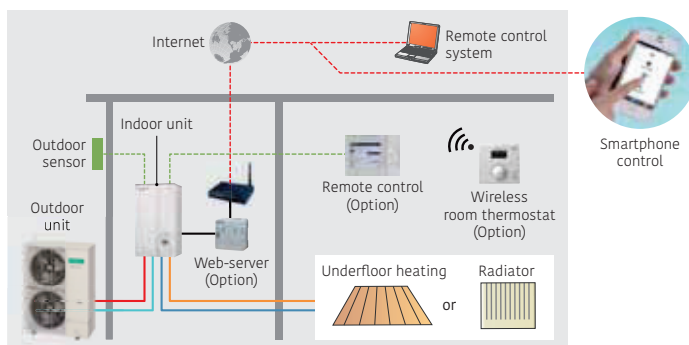 Internet
Remote control
system
Smartphone
control
Outdoor
sensor
Indoor unit
Outdoor
unit
Web-server
(Option)
Remote control
(Option)
Wireless
room thermostat
(Option)
Underfloor heating
or
Radiator